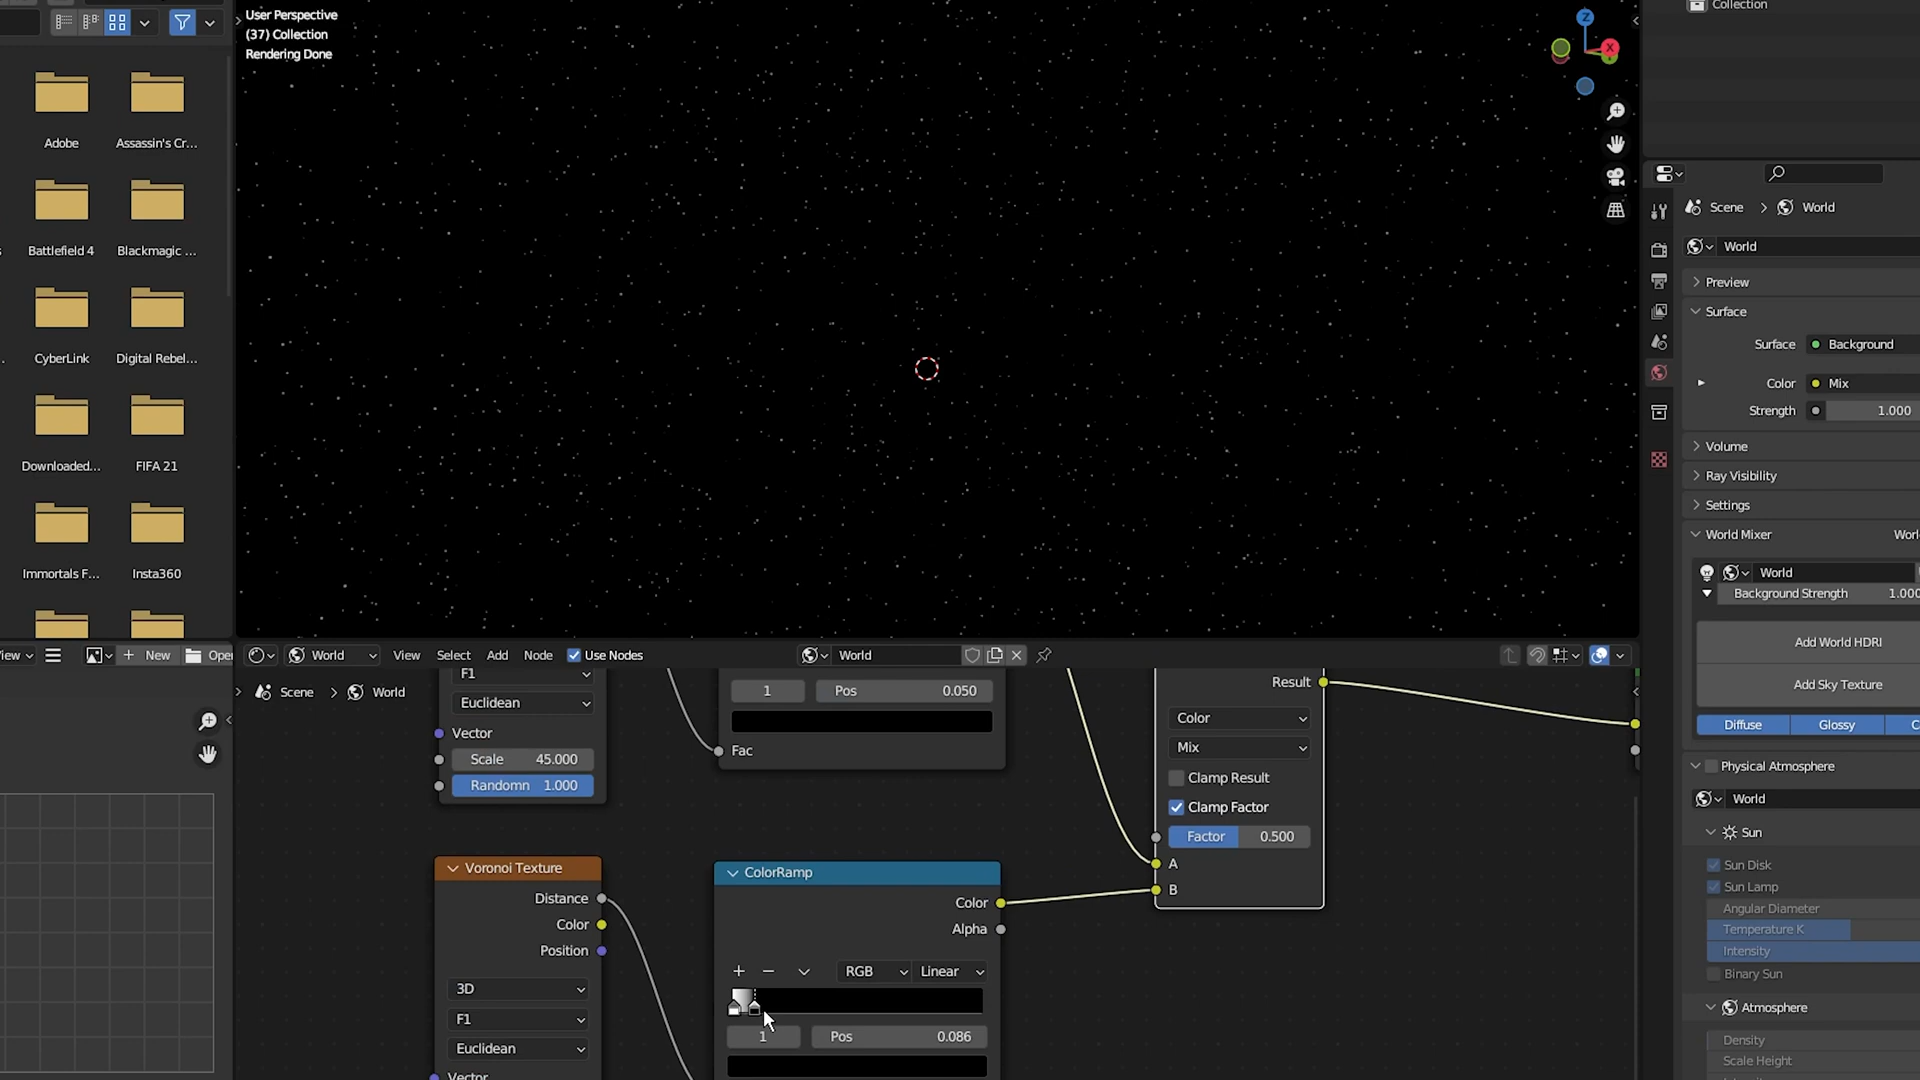 User Perspective
(37) Collection
Rendering Done
Adobe
Assassin's Cr...
Battlefield 4
Blackmagic ...
CyberLink
Digital Rebel...
Downloaded...
FIFA 21
Immortals F...
Insta360
Collection
Scene > World
World
Preview
Surface
Surface Background
Color Mix
Strength 1.000
Volume
Ray Visibility
Settings
World Mixer
World
Background Strength 1.000
Add World HDRI
Add Sky Texture
Diffuse Glossy
Physical Atmosphere
World
Sun
Sun Disk
Sun Lamp
Angular Diameter
Temperature K
Intensity
Binary Sun
Atmosphere
Density
Scale Height
New
World View Select Add Node Use Nodes World
Scene > World
F1
Euclidean
Vector
Scale 45.000
Randomn 1.000
1 Pos 0.050
Fac
Result
Color
Mix
Clamp Result
Clamp Factor
Factor 0.500
A
B
Voronoi Texture
Distance
Color
Position
3D
F1
Euclidean
Vector
ColorRamp
Color
Alpha
RGB Linear
1 Pos 0.086